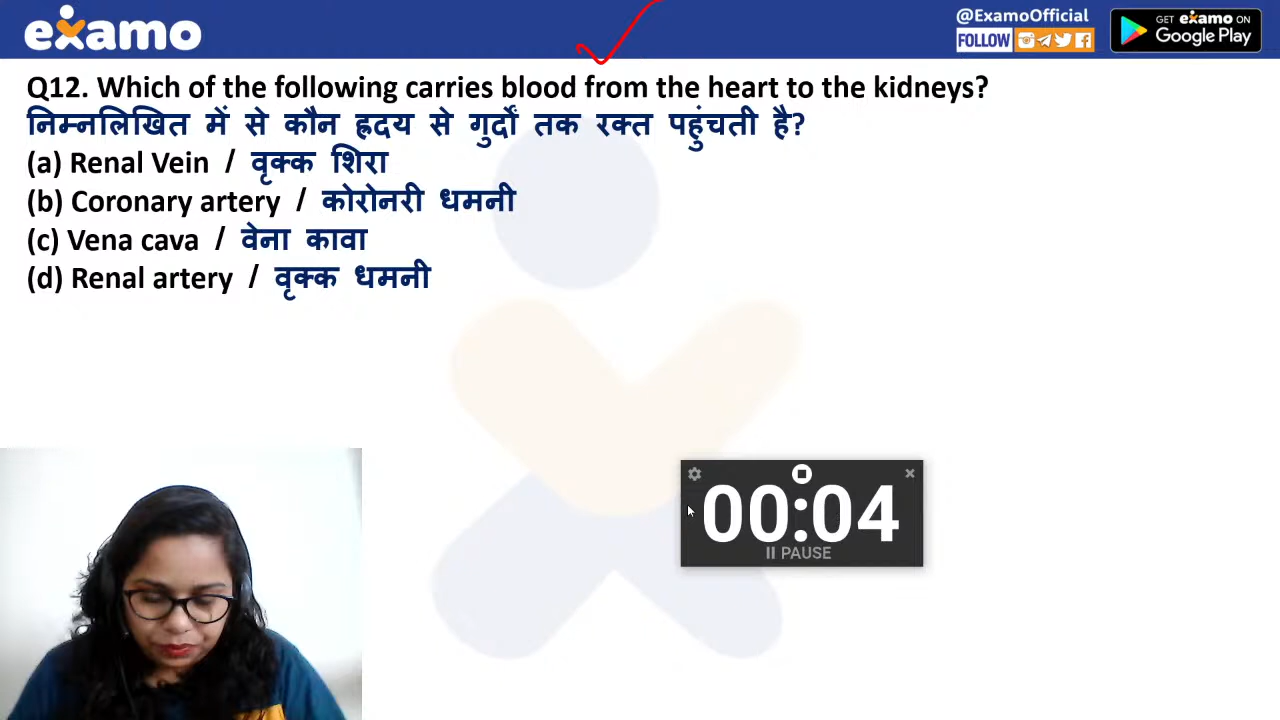 examo
@ExamoOfficial
FOLLOW
GET examo ON
Google Play
Q12. Which of the following carries blood from the heart to the kidneys?
निम्नलिखित में से कौन ह्रदय से गुर्दों तक रक्त पहुंचती है?
(a) Renal Vein / वृक्क शिरा
(b) Coronary artery / कोरोनरी धमनी
(c) Vena cava / वेना कावा
(d) Renal artery / वृक्क धमनी
00:04
PAUSE